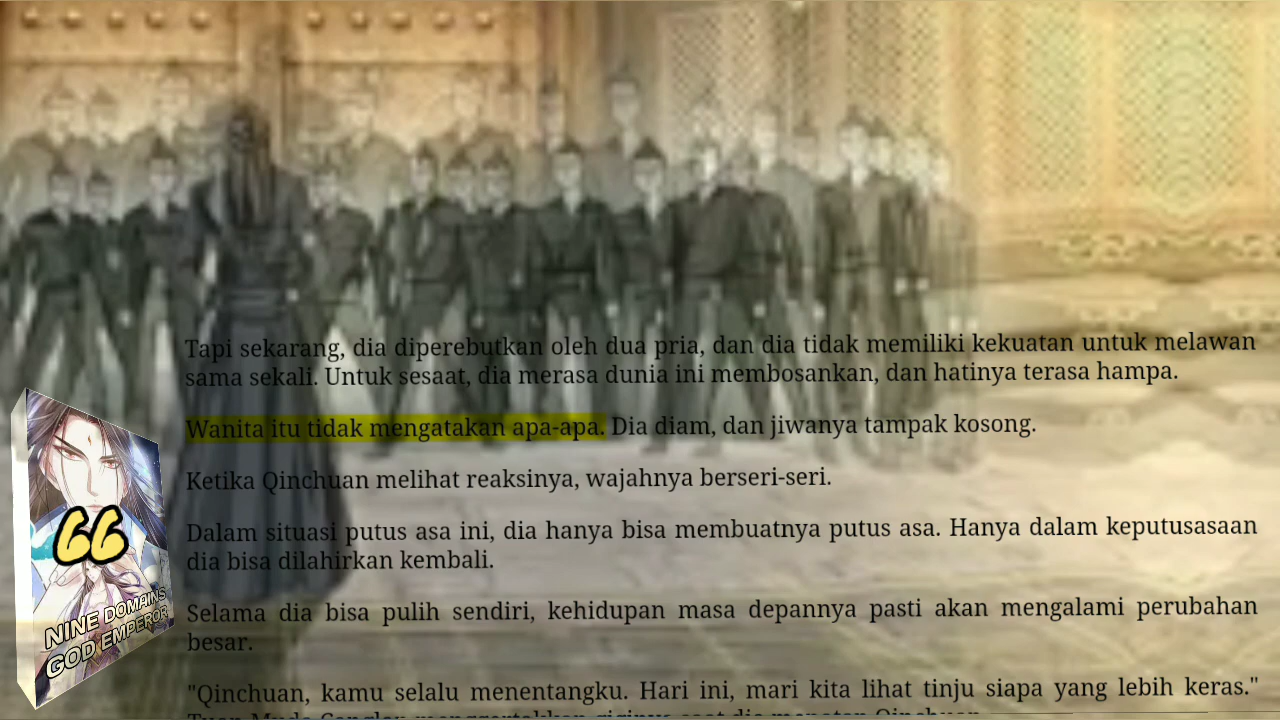 Tapi sekarang, dia diperebutkan oleh dua pria, dan dia tidak memiliki kekuatan untuk melawan
sama sekali. Untuk sesaat, dia merasa dunia ini membosankan, dan hatinya terasa hampa.
Wanita itu tidak mengatakan apa-apa. Dia diam, dan jiwanya tampak kosong.
Ketika Qinchuan melihat reaksinya, wajahnya berseri-seri.
Dalam situasi putus asa ini, dia hanya bisa membuatnya putus asa. Hanya dalam keputusasaan
dia bisa dilahirkan kembali.
Selama dia bisa pulih sendiri, kehidupan masa depannya pasti akan mengalami perubahan
besar.
"Qinchuan, kamu selalu menentangku. Hari ini, mari kita lihat tinju siapa yang lebih keras."
66
NINE DOMAINS
GOD EMPEROR